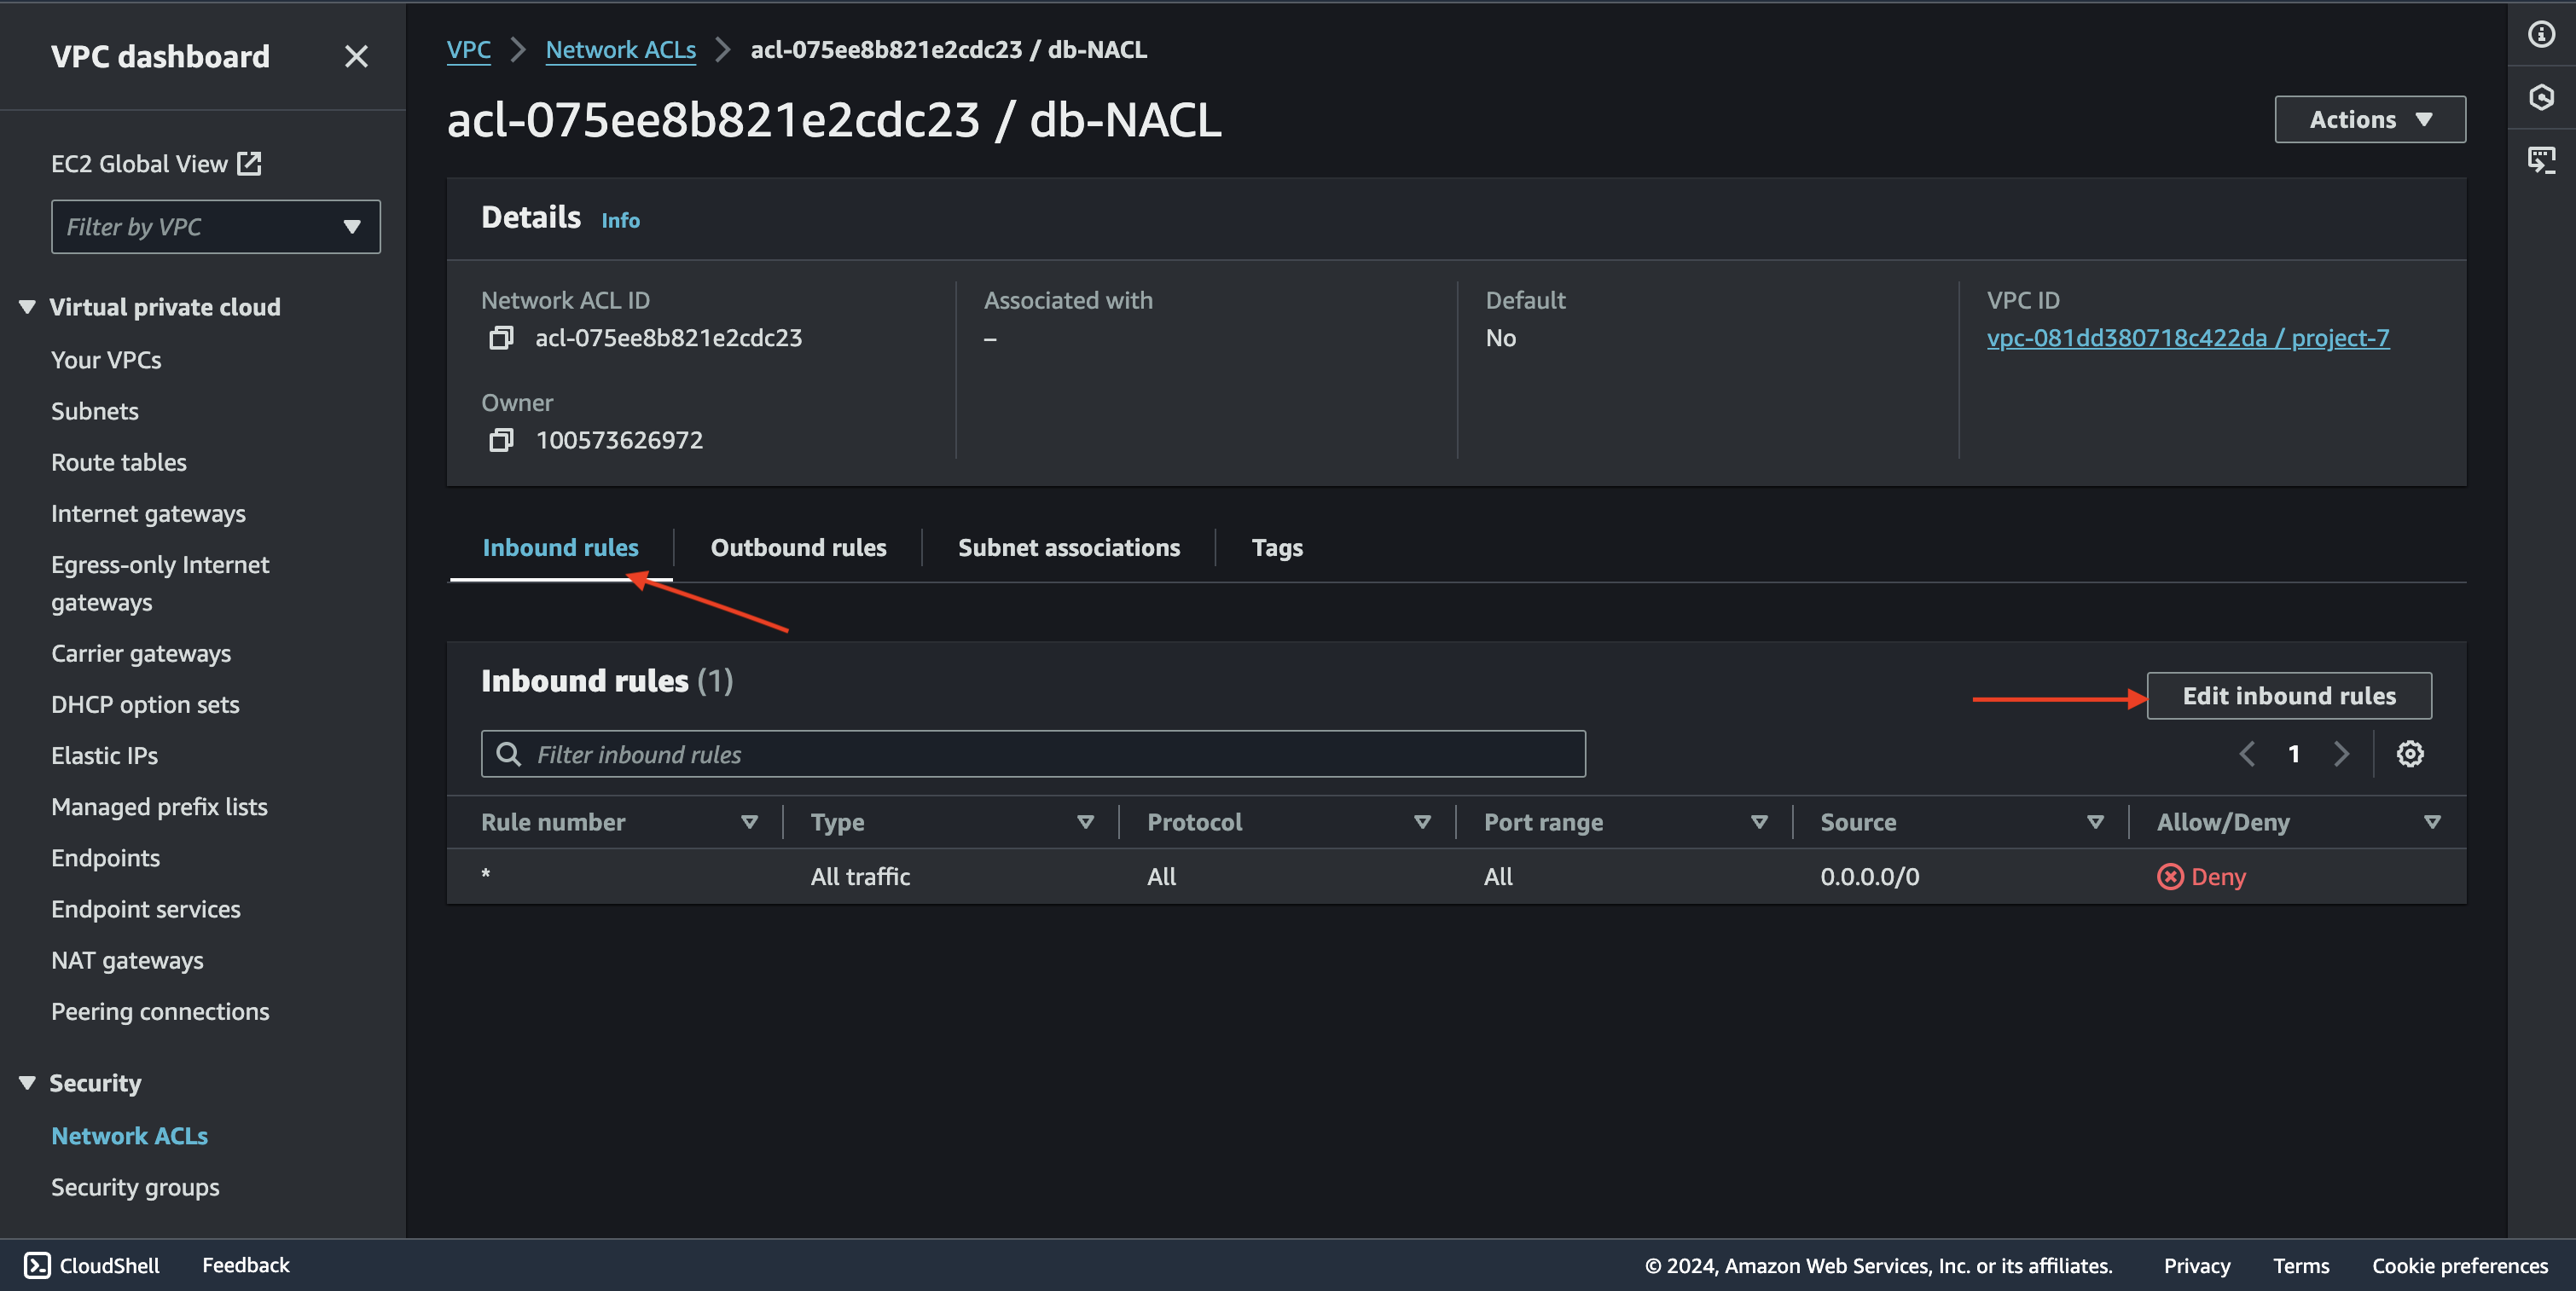 VPC dashboard
EC2 Global View
Filter by VPC
Virtual private cloud
Your VPCs
Subnets
Route tables
Internet gateways
Egress-only Internet
gateways
Carrier gateways
DHCP option sets
Elastic IPs
Managed prefix lists
Endpoints
Endpoint services
NAT gateways
Peering connections
Security
Network ACLs
Security groups
VPC > Network ACLs > acl-075ee8b821e2cdc23 / db-NACL
acl-075ee8b821e2cdc23 / db-NACL
Actions
Details Info
Network ACL ID
acl-075ee8b821e2cdc23
Owner
100573626972
Associated with
–
Default
No
VPC ID
vpc-081dd380718c422da / project-7
Inbound rules Outbound rules Subnet associations Tags
Inbound rules (1)
Edit inbound rules
Filter inbound rules
1
Rule number Type Protocol Port range Source Allow/Deny
* All traffic All All 0.0.0.0/0 Deny
CloudShell Feedback © 2024, Amazon Web Services, Inc. or its affiliates. Privacy Terms Cookie preferences